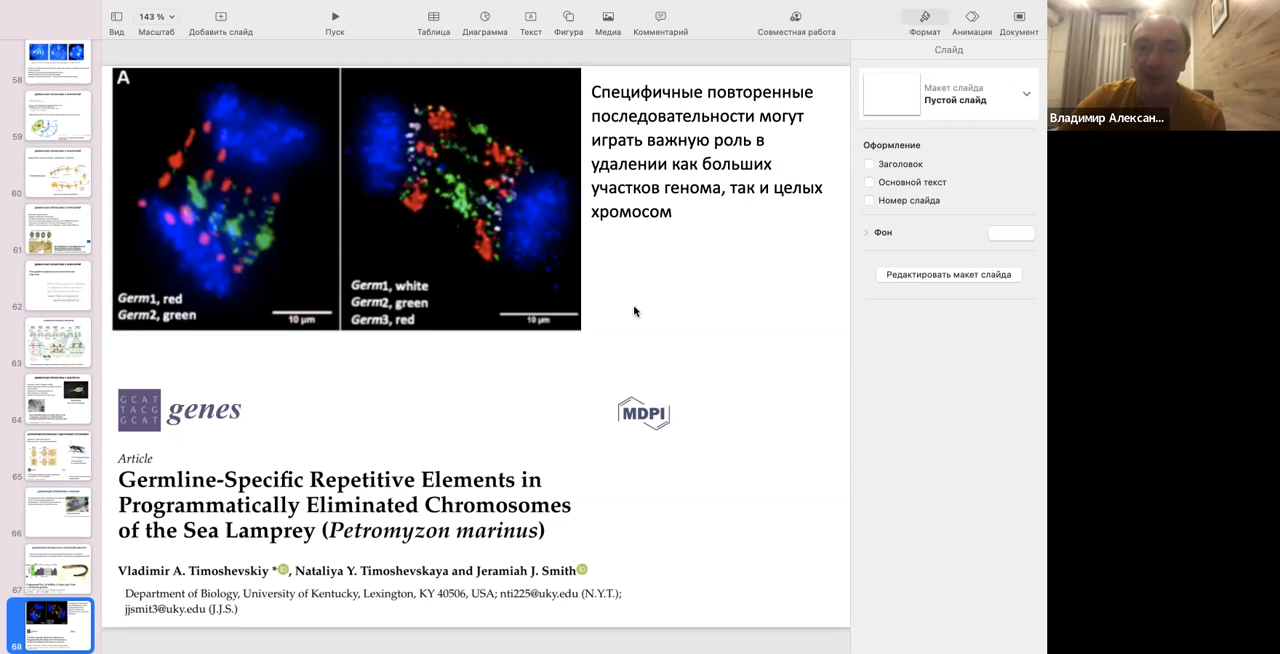 143 %
Вид
Масштаб
Добавить слайд
Пуск
Таблица
Диаграмма
Текст
Фигура
Медиа
Комментарий
Совместная работа
Формат
Анимация
Документ
Слайд
Макет слайда
Пустой слайд
Оформление
Заголовок
Основной текст
Номер слайда
Фон
Редактировать макет слайда
Владимир Алексан...
58
59
60
61
62
63
64
65
66
67
68
A
Germ1, red
Germ2, green
10 µm
Germ1, white
Germ2, green
Germ3, red
10 µm
Специфичные повторенные
последовательности могут
играть важную роль в
удалении как больших
участков генома, так и целых
хромосом
GCAT
TACG
GCAT
genes
MDPI
Article
Germline-Specific Repetitive Elements in
Programmatically Eliminated Chromosomes
of the Sea Lamprey (Petromyzon marinus)
Vladimir A. Timoshevskiy *, Nataliya Y. Timoshevskaya and Jeramiah J. Smith
Department of Biology, University of Kentucky, Lexington, KY 40506, USA; nti225@uky.edu (N.Y.T.);
jjsmit3@uky.edu (J.J.S.)